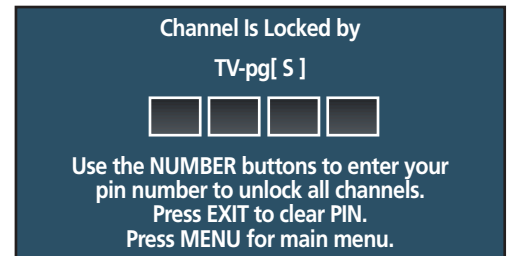 Channel Is Locked by
TV-pg[ S ]
Use the NUMBER buttons to enter your
pin number to unlock all channels.
Press EXIT to clear PIN.
Press MENU for main menu.